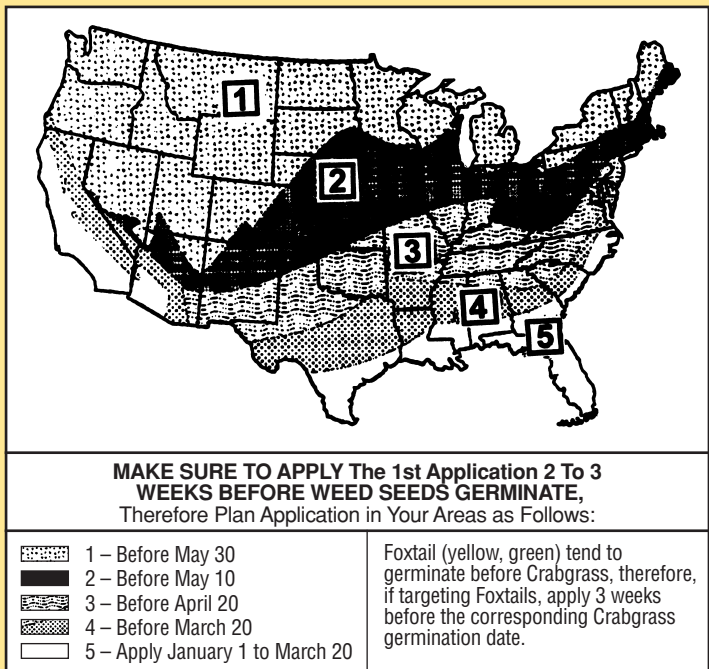 1
2
3
4
5
MAKE SURE TO APPLY The 1st Application 2 To 3
WEEKS BEFORE WEED SEEDS GERMINATE,
Therefore Plan Application in Your Areas as Follows:
1 – Before May 30
2 – Before May 10
3 – Before April 20
4 – Before March 20
5 – Apply January 1 to March 20
Foxtail (yellow, green) tend to
germinate before Crabgrass, therefore,
if targeting Foxtails, apply 3 weeks
before the corresponding Crabgrass
germination date.